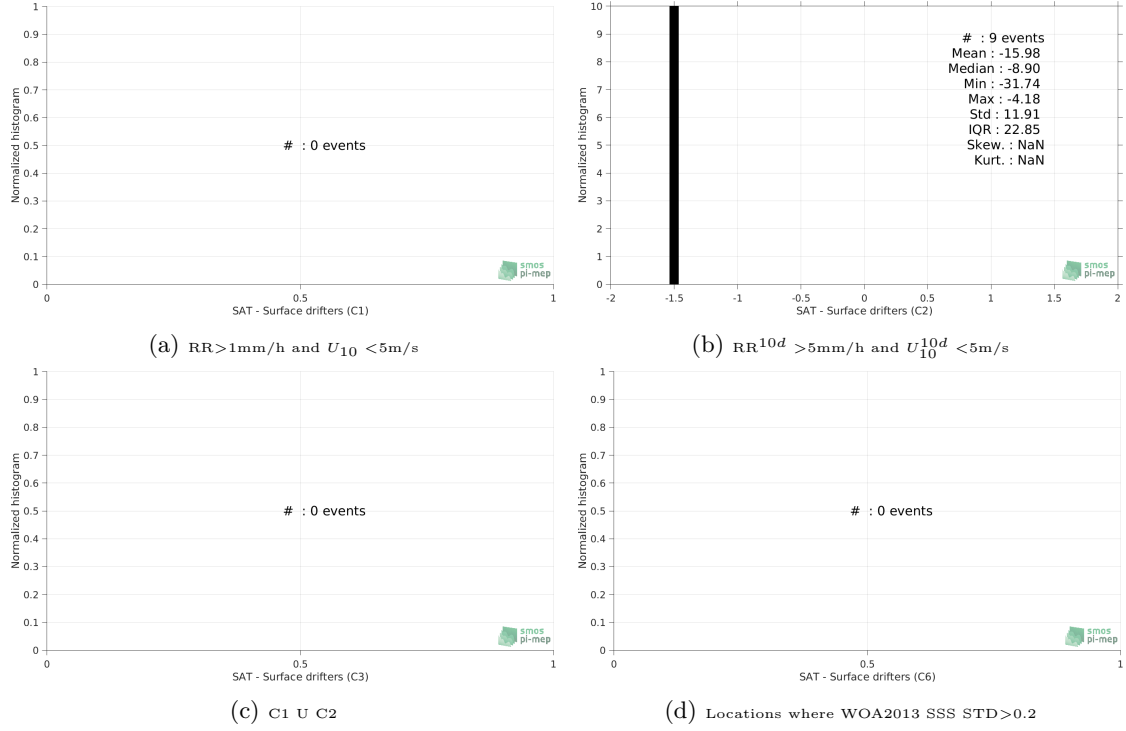 1
0.9
0.8
0.7
0.6
0.5
0.4
0.3
0.2
0.1
0
Normalized histogram
# : 0 events
smos
pi-mep
0 0.5 1
SAT - Surface drifters (C1)
(a) RR>1mm/h and U10 <5m/s
10
9
8
7
6
5
4
3
2
1
0
Normalized histogram
# : 9 events
Mean : -15.98
Median : -8.90
Min : -31.74
Max : -4.18
Std : 11.91
IQR : 22.85
Skew. : NaN
Kurt. : NaN
smos
pi-mep
-2 -1.5 -1 -0.5 0 0.5 1 1.5 2
SAT - Surface drifters (C2)
(b) RR10d >5mm/h and U10d10 <5m/s
1
0.9
0.8
0.7
0.6
0.5
0.4
0.3
0.2
0.1
0
Normalized histogram
# : 0 events
smos
pi-mep
0 0.5 1
SAT - Surface drifters (C3)
(c) C1 U C2
1
0.9
0.8
0.7
0.6
0.5
0.4
0.3
0.2
0.1
0
Normalized histogram
# : 0 events
smos
pi-mep
0 0.5 1
SAT - Surface drifters (C6)
(d) Locations where WOA2013 SSS STD>0.2